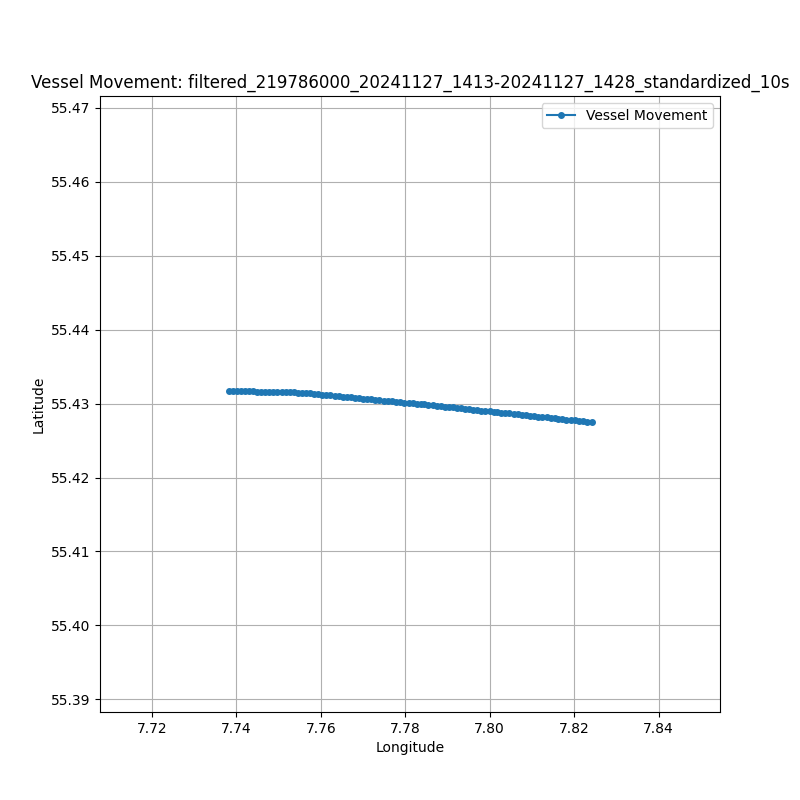 Vessel Movement: filtered_219786000_20241127_1413-20241127_1428_standardized_10s
Vessel Movement
55.47
55.46
55.45
55.44
55.43
55.42
55.41
55.40
55.39
Latitude
7.72 7.74 7.76 7.78 7.80 7.82 7.84
Longitude